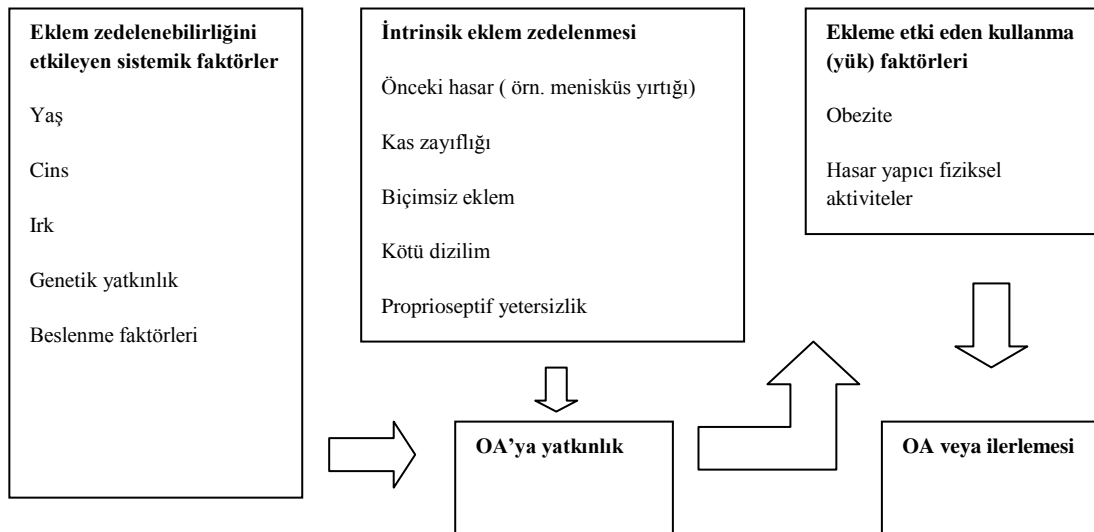 Eklem zedelenebilirliğini
etkileyen sistemik faktörler
Yaş
Cins
Irk
Genetik yatkınlık
Beslenme faktörleri
İntrinsik eklem zedelenmesi
Önceki hasar ( örn. menisküs yırtığı)
Kas zayıflığı
Biçimsiz eklem
Kötü dizilim
Proprioseptif yetersizlik
Ekleme etki eden kullanma
(yük) faktörleri
Obezite
Hasar yapıcı fiziksel
aktiviteler
OA’ya yatkınlık
OA veya ilerlemesi